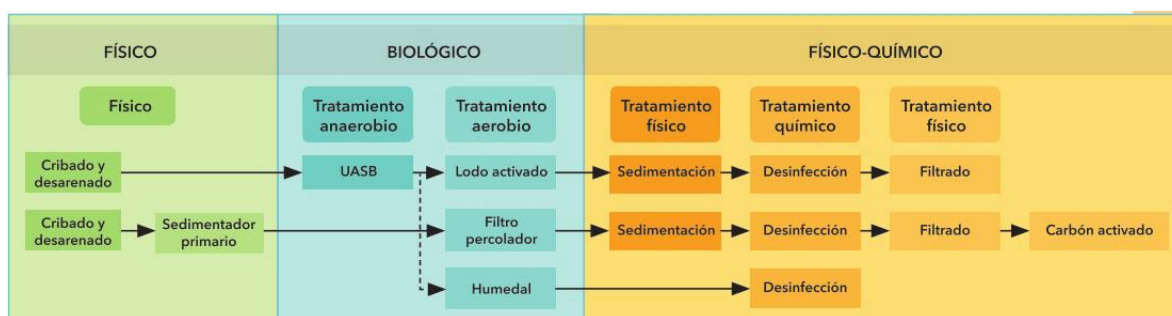 FÍSICO
BIOLÓGICO
FÍSICO-QUÍMICO
Físico
Tratamiento
anaerobio
Tratamiento
aerobio
Tratamiento
físico
Tratamiento
químico
Tratamiento
físico
Cribado y
desarenado
UASB
Lodo activado
Sedimentación
Desinfección
Filtrado
Cribado y
desarenado
Sedimentador
primario
Filtro
percolador
Sedimentación
Desinfección
Filtrado
Carbón activado
Humedal
Desinfección